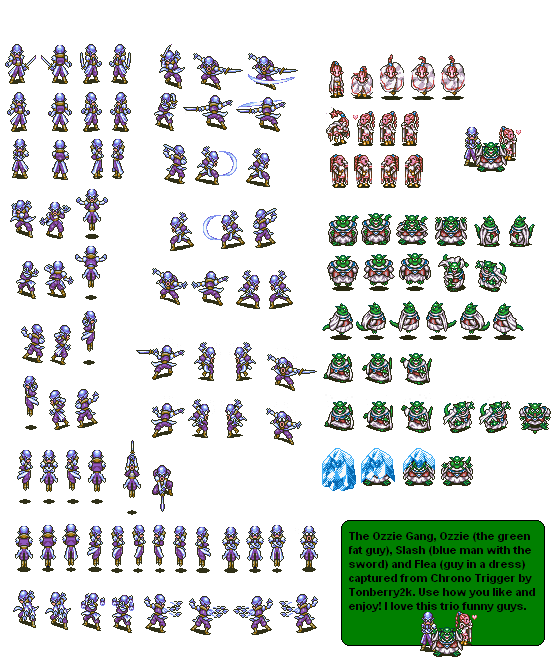 The Ozzie Gang, Ozzie (the green
fat guy), Slash (blue man with the
sword) and Flea (guy in a dress)
captured from Chrono Trigger by
Tonberry2k. Use how you like and
enjoy! I love this trio funny guys.